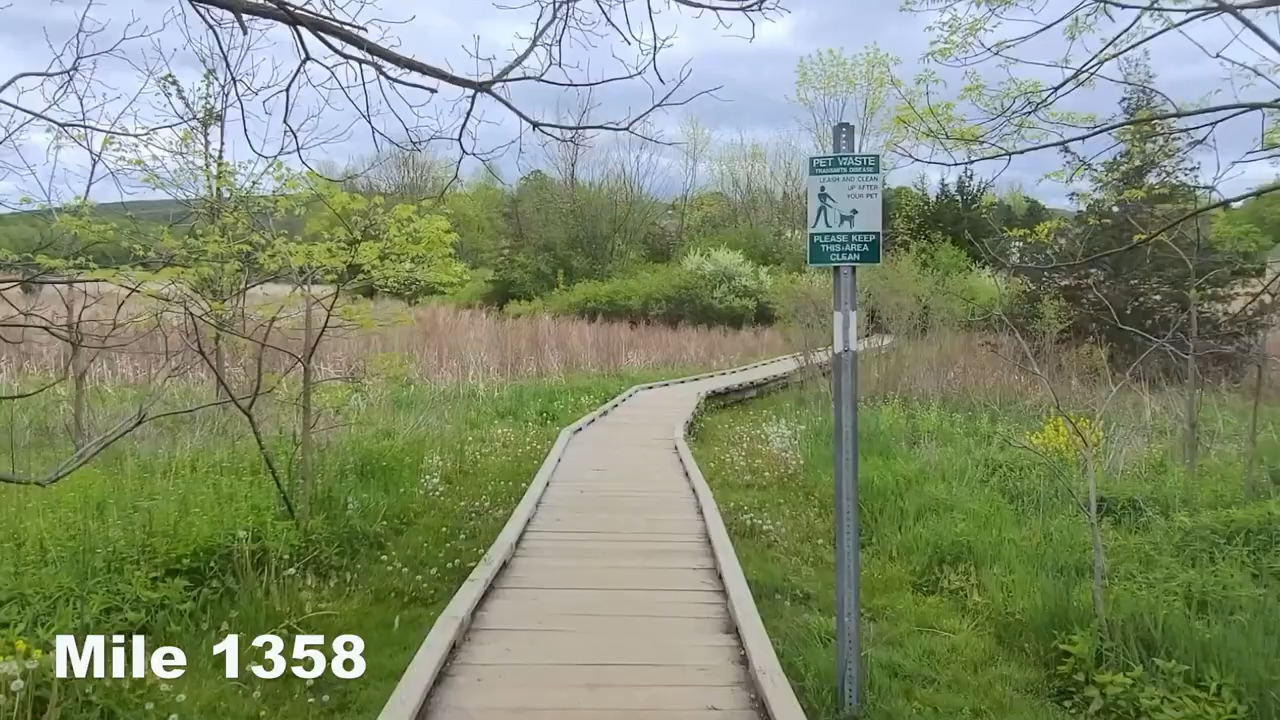 PET WASTE
TRANSMITS DISEASE
LEASH AND CLEAN
UP AFTER
YOUR PET
PLEASE KEEP
THIS AREA
CLEAN
Mile 1358